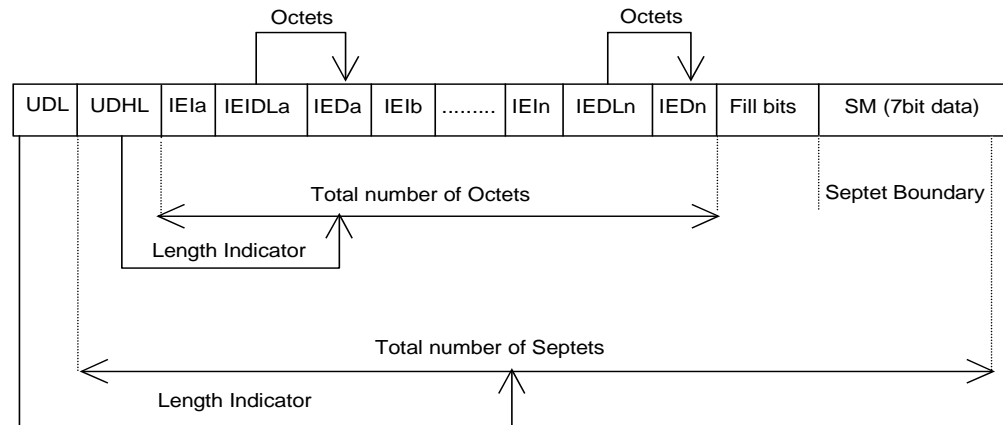 Octets Octets
UDL UDHL IEIa IEIDLa IEDa IEIb ......... IEIn IEDLn IEDn Fill bits SM (7bit data)
Total number of Octets Septet Boundary
Length Indicator
Total number of Septets
Length Indicator